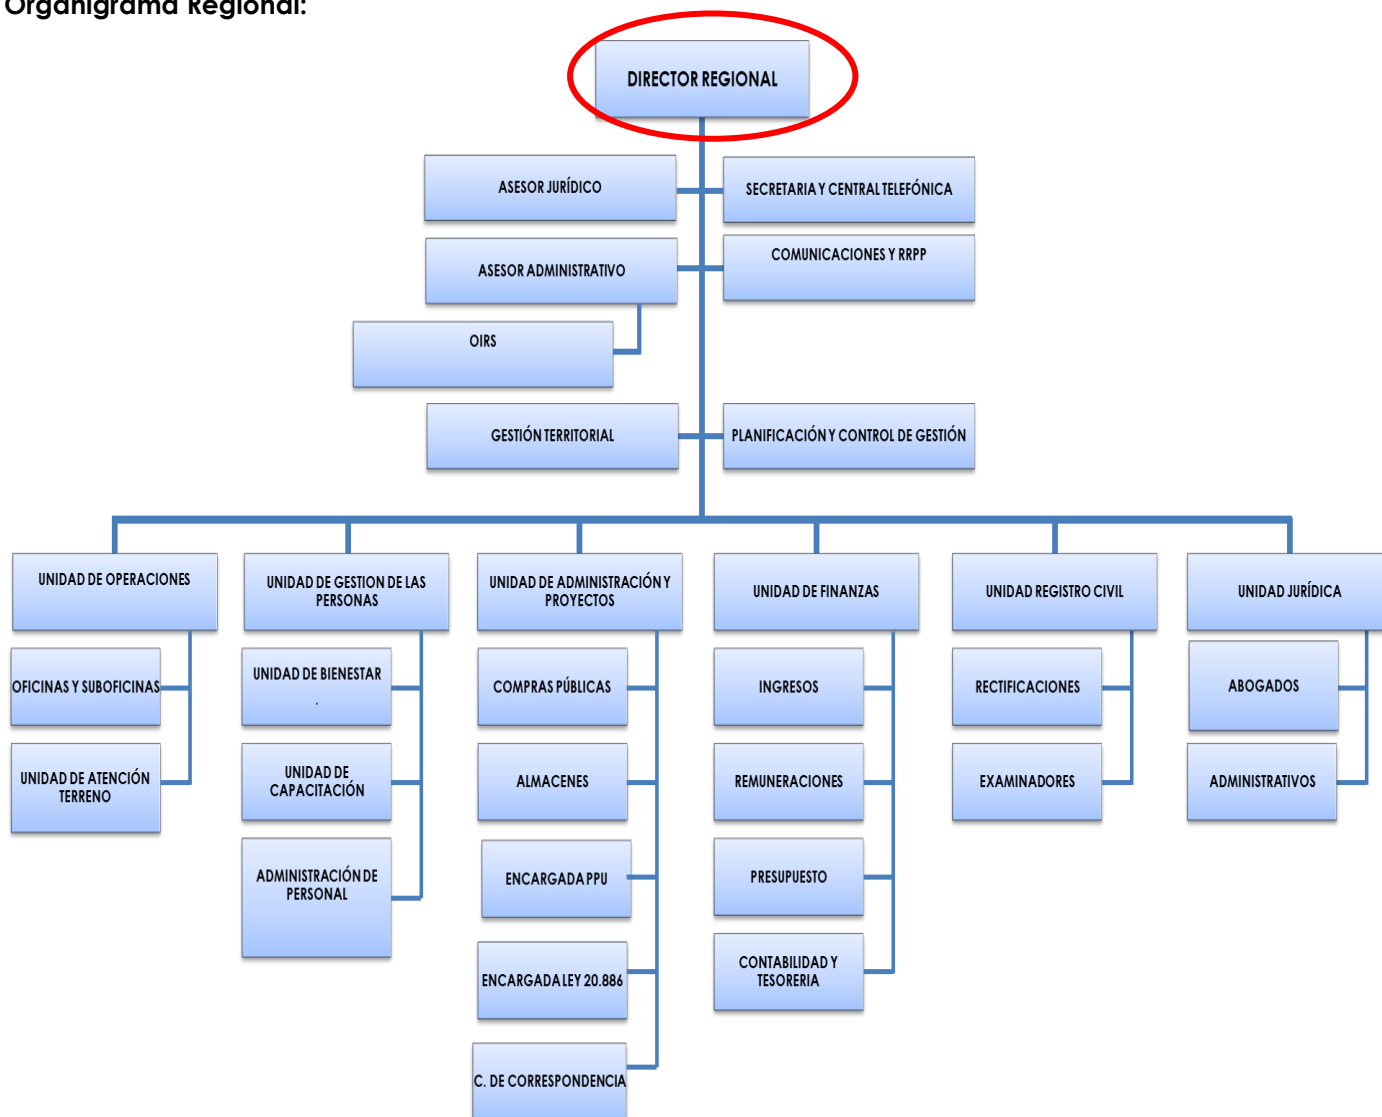 Organigrama Regional:
DIRECTOR REGIONAL
ASESOR JURÍDICO
SECRETARIA Y CENTRAL TELEFÓNICA
ASESOR ADMINISTRATIVO
COMUNICACIONES Y RRPP
OIRS
GESTIÓN TERRITORIAL
PLANIFICACIÓN Y CONTROL DE GESTIÓN
UNIDAD DE OPERACIONES
UNIDAD DE GESTION DE LAS
PERSONAS
UNIDAD DE ADMINISTRACIÓN Y
PROYECTOS
UNIDAD DE FINANZAS
UNIDAD REGISTRO CIVIL
UNIDAD JURÍDICA
OFICINAS Y SUBOFICINAS
UNIDAD DE BIENESTAR
.
COMPRAS PÚBLICAS
INGRESOS
RECTIFICACIONES
ABOGADOS
UNIDAD DE ATENCIÓN
TERRENO
UNIDAD DE
CAPACITACIÓN
ALMACENES
REMUNERACIONES
EXAMINADORES
ADMINISTRATIVOS
ADMINISTRACIÓN DE
PERSONAL
ENCARGADA PPU
PRESUPUESTO
ENCARGADA LEY 20.886
CONTABILIDAD Y
TESORERIA
C. DE CORRESPONDENCIA